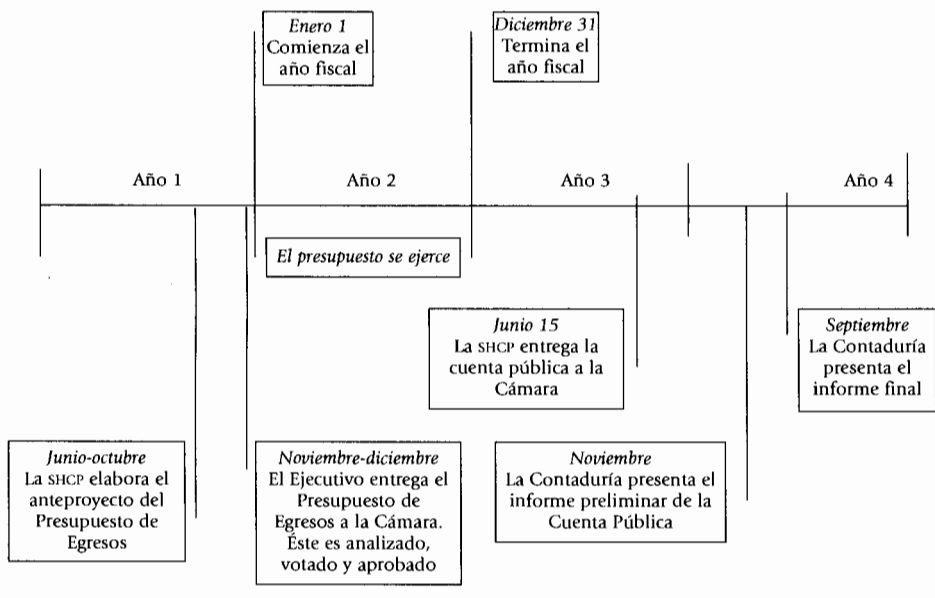 Enero 1
Comienza el
año fiscal
Diciembre 31
Termina el
año fiscal
Año 1
Año 2
Año 3
Año 4
El presupuesto se ejerce
Junio 15
La SHCP entrega la
cuenta pública a la
Cámara
Septiembre
La Contaduría
presenta el
informe final
Junio-octubre
La SHCP elabora el
anteproyecto del
Presupuesto de
Egresos
Noviembre-diciembre
El Ejecutivo entrega el
Presupuesto de
Egresos a la Cámara.
Éste es analizado,
votado y aprobado
Noviembre
La Contaduría presenta el
informe preliminar de la
Cuenta Pública